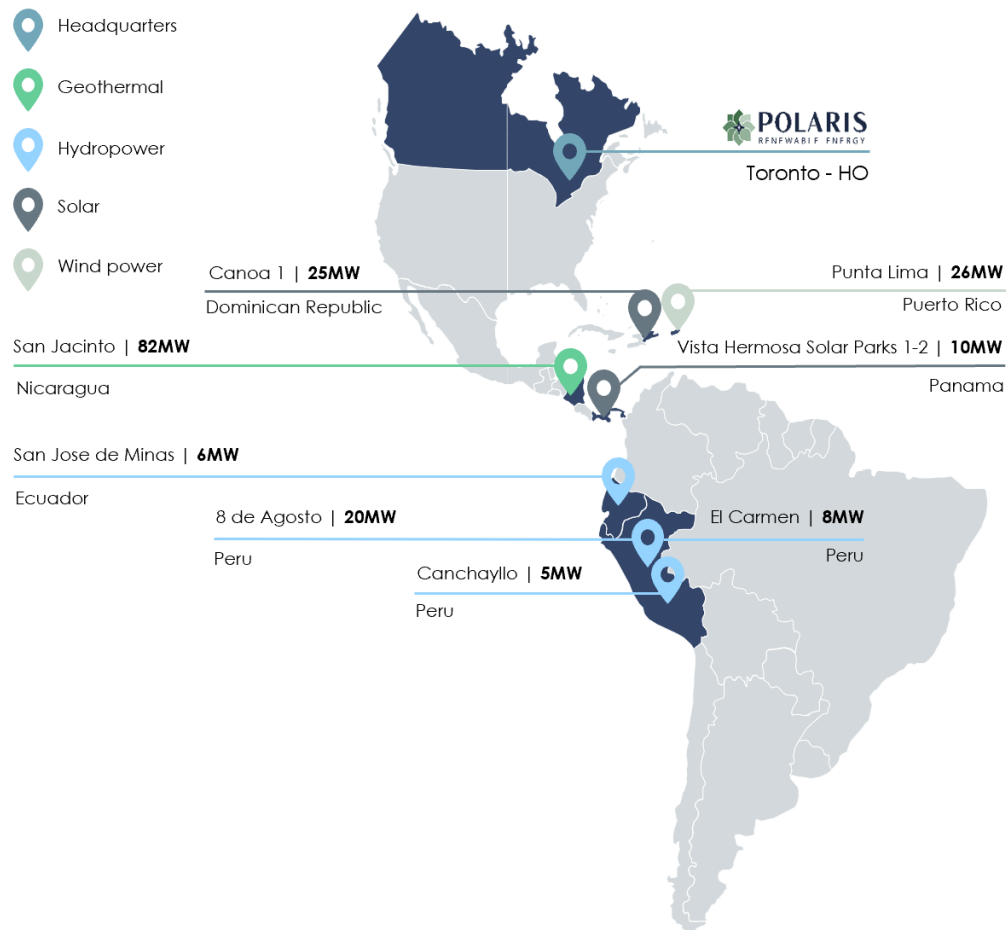 Headquarters
Geothermal
Hydropower
Solar
Wind power
POLARIS
RENEWABLE ENERGY
Toronto - HO
Canoa 1 | 25MW
Dominican Republic
Punta Lima | 26MW
Puerto Rico
San Jacinto | 82MW
Nicaragua
Vista Hermosa Solar Parks 1-2 | 10MW
Panama
San Jose de Minas | 6MW
Ecuador
8 de Agosto | 20MW
Peru
El Carmen | 8MW
Peru
Canchayllo | 5MW
Peru